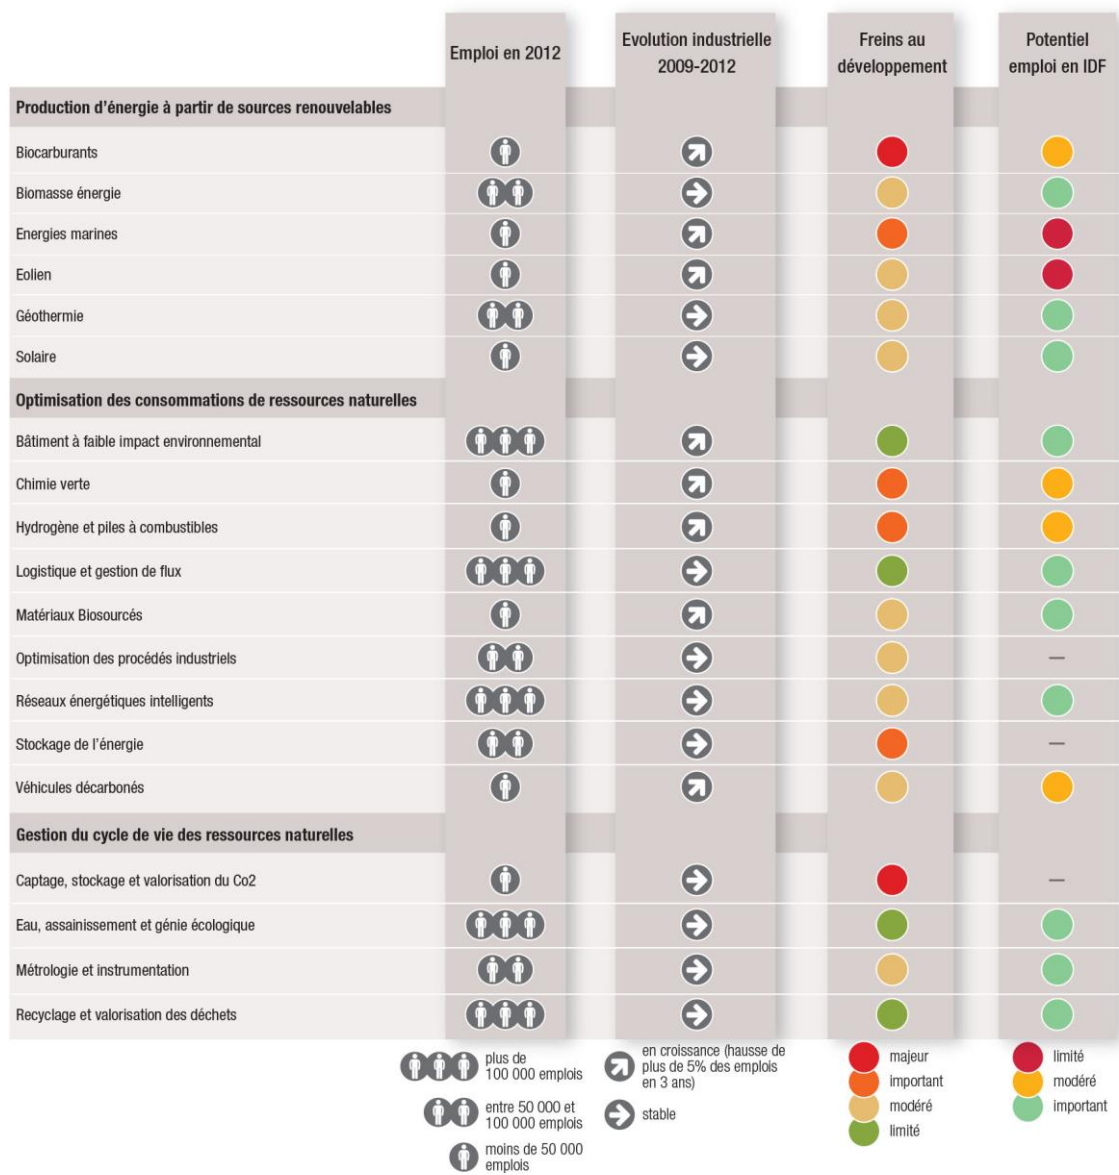 Emploi en 2012
Evolution industrielle
2009-2012
Freins au
développement
Potentiel
emploi en IDF
Production d'énergie à partir de sources renouvelables
Biocarburants
Biomasse énergie
Energies marines
Eolien
Géothermie
Solaire
Optimisation des consommations de ressources naturelles
Bâtiment à faible impact environnemental
Chimie verte
Hydrogène et piles à combustibles
Logistique et gestion de flux
Matériaux Biosourcés
Optimisation des procédés industriels
—
Réseaux énergétiques intelligents
Stockage de l'énergie
—
Véhicules décarbonés
Gestion du cycle de vie des ressources naturelles
Captage, stockage et valorisation du Co2
—
Eau, assainissement et génie écologique
Métrologie et instrumentation
Recyclage et valorisation des déchets
plus de
100 000 emplois
entre 50 000 et
100 000 emplois
moins de 50 000
emplois
en croissance (hausse de
plus de 5% des emplois
en 3 ans)
stable
majeur
important
modéré
limité
limité
modéré
important